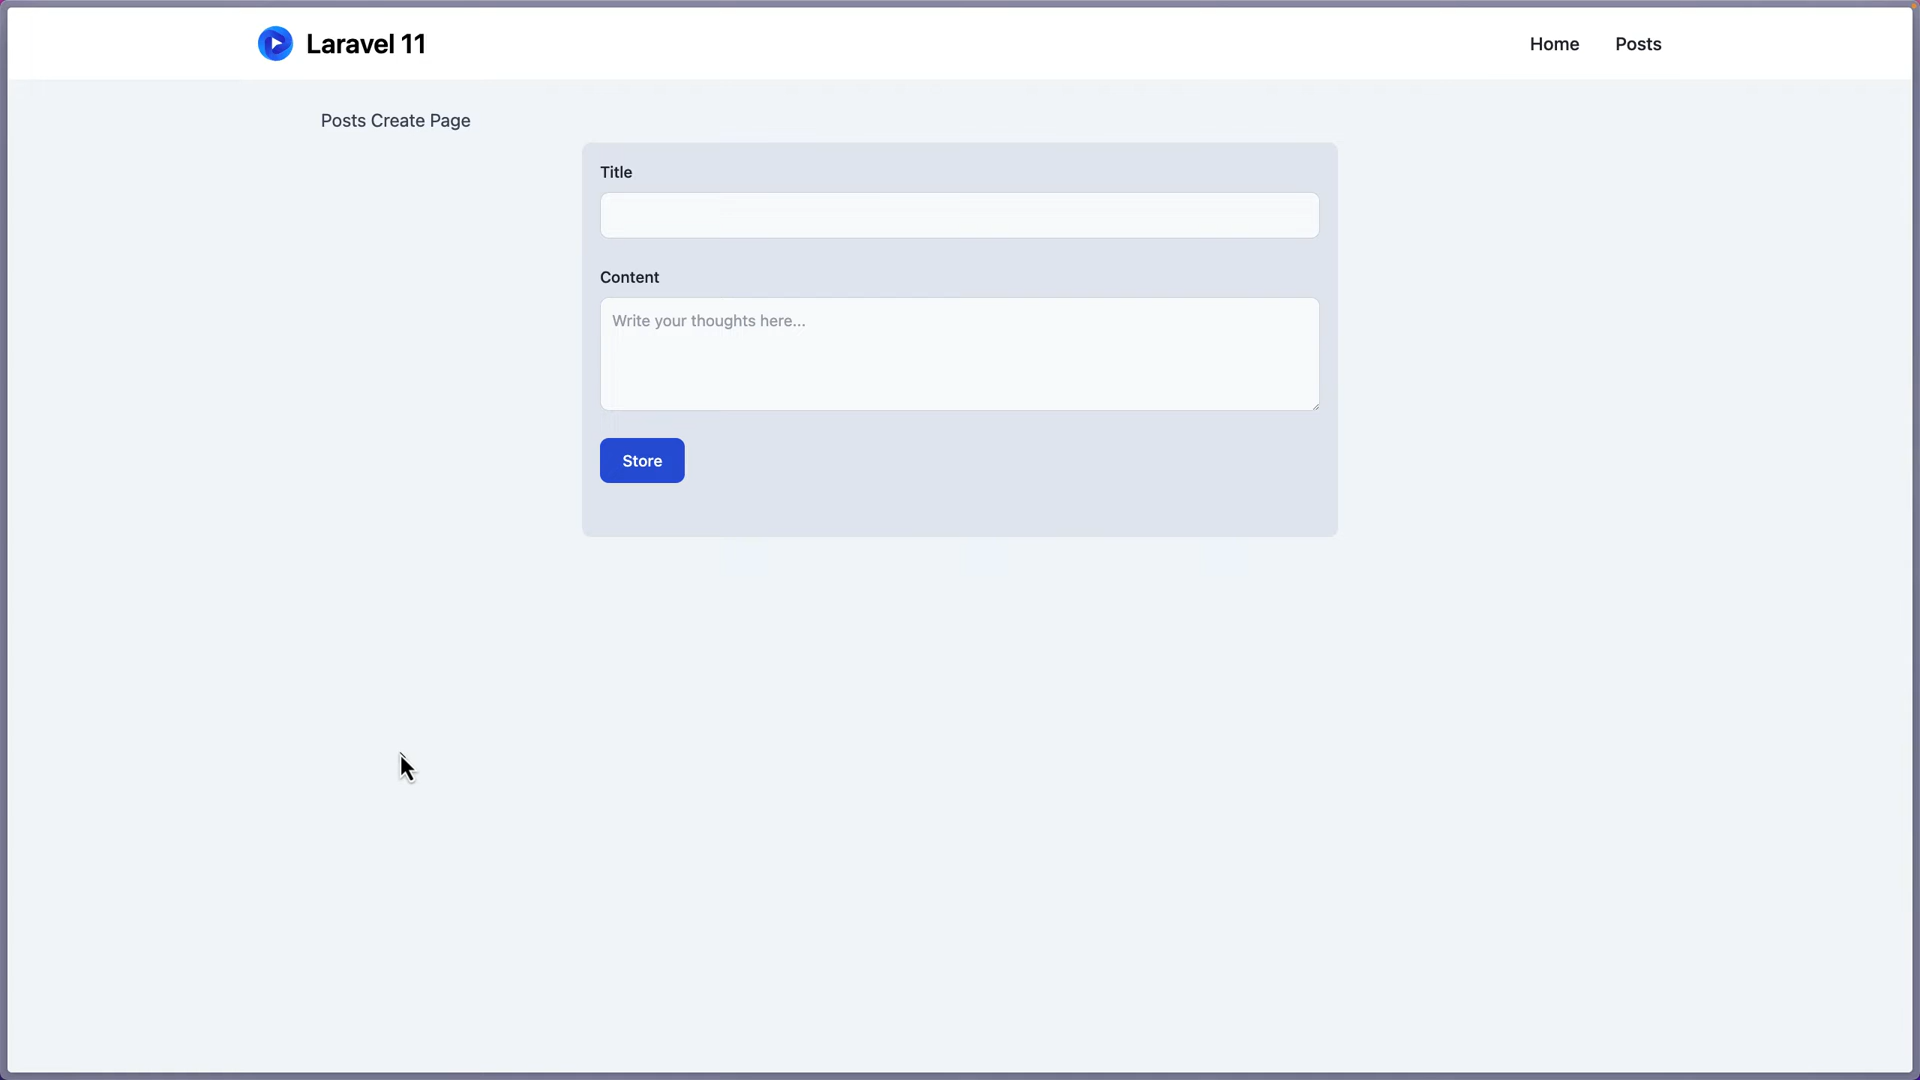 Laravel 11
Home Posts
Posts Create Page
Title
Content
Write your thoughts here...
Store